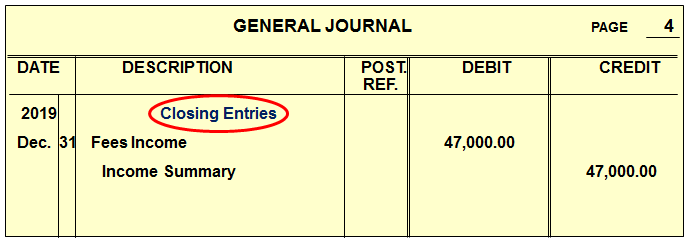 GENERAL JOURNAL PAGE 4
DATE DESCRIPTION POST. REF. DEBIT CREDIT
2019 Closing Entries
Dec. 31 Fees Income 47,000.00
Income Summary 47,000.00